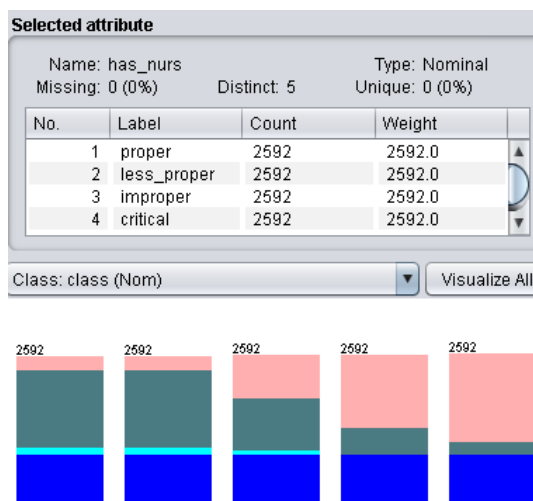 Selected attribute
Name: has_nurs Type: Nominal
Missing: 0 (0%) Distinct: 5 Unique: 0 (0%)
No. Label Count Weight
1 proper 2592 2592.0
2 less_proper 2592 2592.0
3 improper 2592 2592.0
4 critical 2592 2592.0
Class: class (Nom) Visualize All
2592 2592 2592 2592 2592